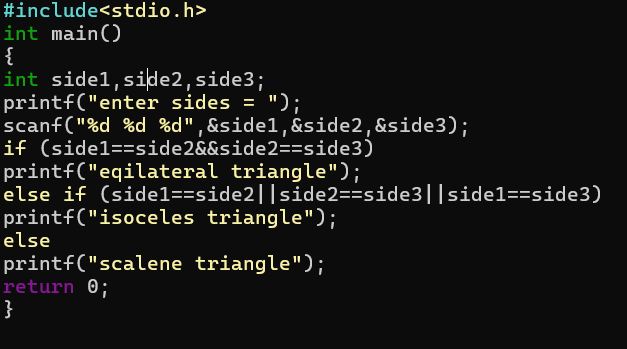 #include<stdio.h>
int main()
{
int side1,side2,side3;
printf("enter sides = ");
scanf("%d %d %d",&side1,&side2,&side3);
if (side1==side2&&side2==side3)
printf("eqilateral triangle");
else if (side1==side2||side2==side3||side1==side3)
printf("isoceles triangle");
else
printf("scalene triangle");
return 0;
}